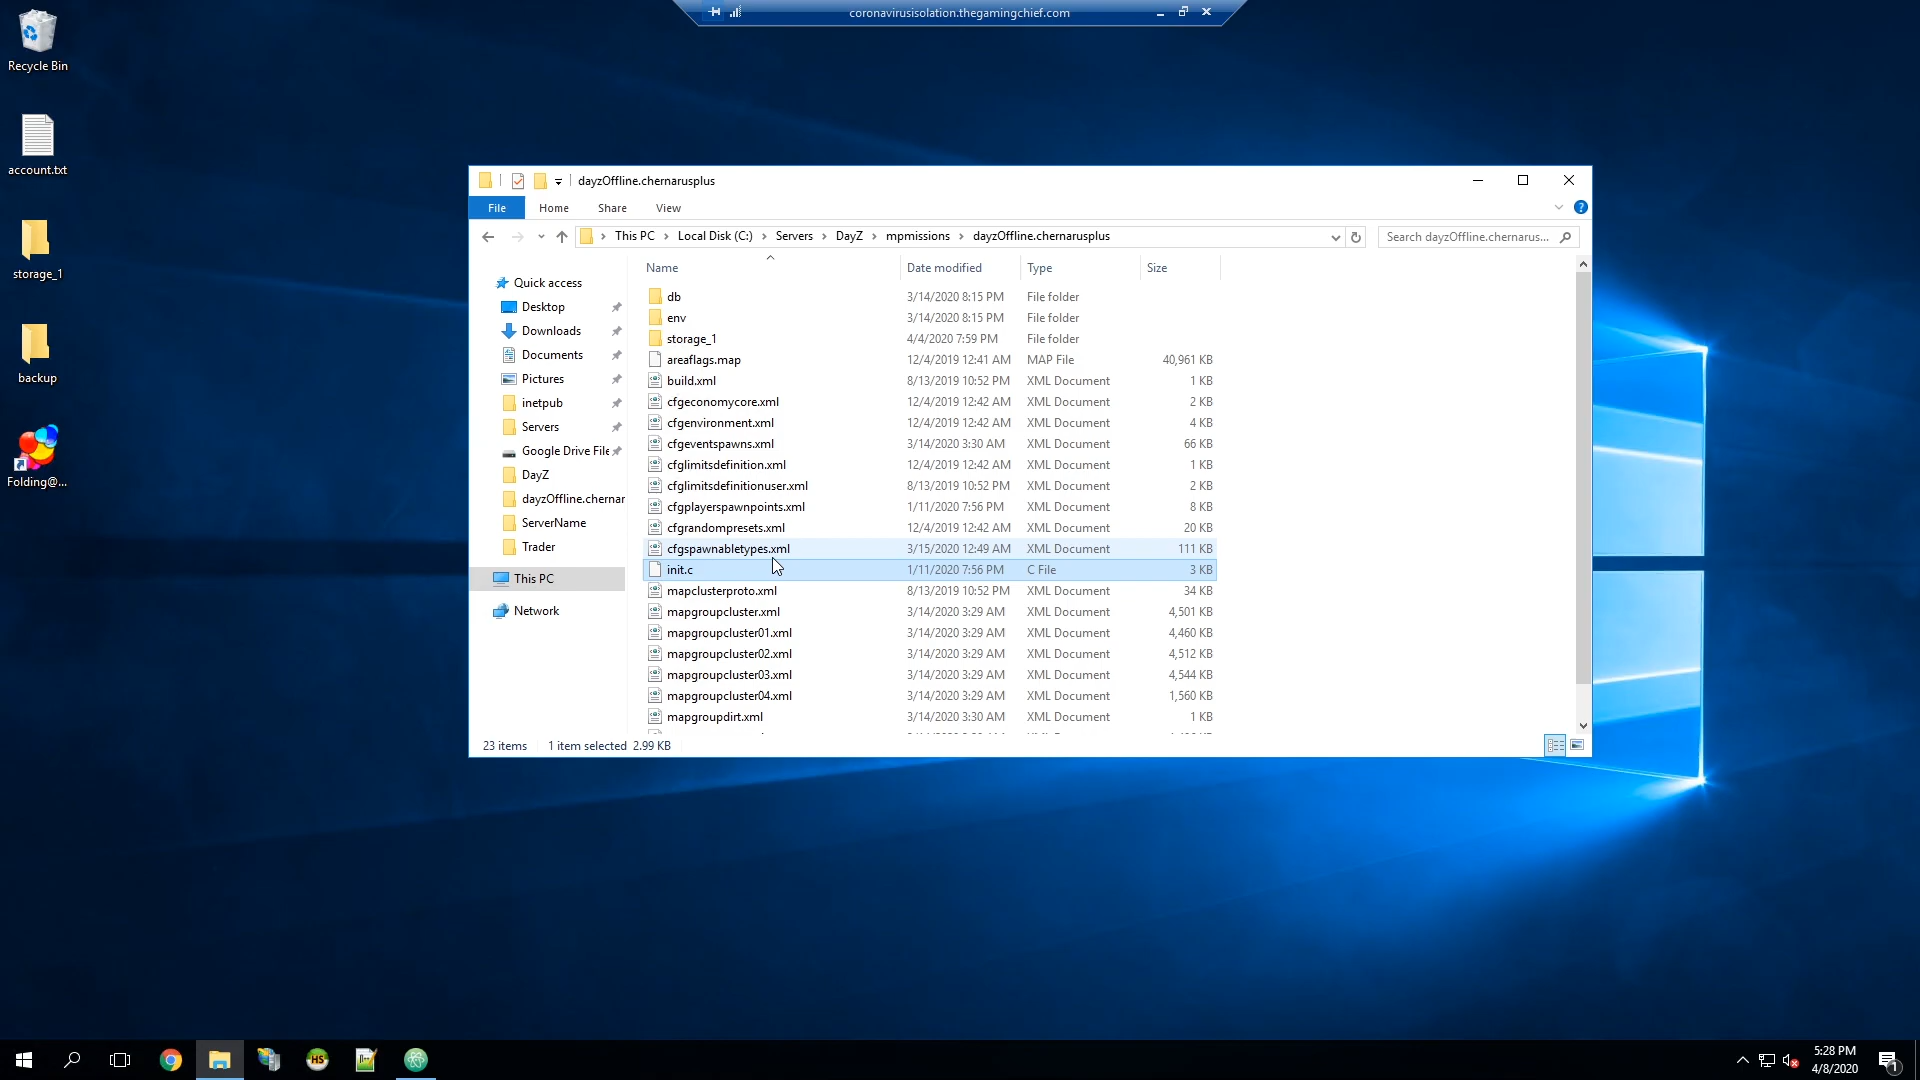 coronavirusisolation.thegamingchief.com
Recycle Bin
account.txt
storage_1
backup
Folding@...
dayzOffline.chernarusplus
File Home Share View
This PC Local Disk (C:) Servers DayZ mpmissions dayzOffline.chernarusplus
Search dayzOffline.chernarus...
Quick access
Desktop
Downloads
Documents
Pictures
inetpub
Servers
Google Drive File
DayZ
dayzOffline.chernar
ServerName
Trader
This PC
Network
Name Date modified Type Size
db 3/14/2020 8:15 PM File folder
env 3/14/2020 8:15 PM File folder
storage_1 4/4/2020 7:59 PM File folder
areaflags.map 12/4/2019 12:41 AM MAP File 40,961 KB
build.xml 8/13/2019 10:52 PM XML Document 1 KB
cfgeconomycore.xml 12/4/2019 12:42 AM XML Document 2 KB
cfgenvironment.xml 12/4/2019 12:42 AM XML Document 4 KB
cfgeventspawns.xml 3/14/2020 3:30 AM XML Document 66 KB
cfglimitsdefinition.xml 12/4/2019 12:42 AM XML Document 1 KB
cfglimitsdefinitionuser.xml 8/13/2019 10:52 PM XML Document 2 KB
cfgplayerspawnpoints.xml 1/11/2020 7:56 PM XML Document 8 KB
cfgrandompresets.xml 12/4/2019 12:42 AM XML Document 20 KB
cfgspawnabletypes.xml 3/15/2020 12:49 AM XML Document 111 KB
init.c 1/11/2020 7:56 PM C File 3 KB
mapclusterproto.xml 8/13/2019 10:52 PM XML Document 34 KB
mapgroupcluster.xml 3/14/2020 3:29 AM XML Document 4,501 KB
mapgroupcluster01.xml 3/14/2020 3:29 AM XML Document 4,460 KB
mapgroupcluster02.xml 3/14/2020 3:29 AM XML Document 4,512 KB
mapgroupcluster03.xml 3/14/2020 3:29 AM XML Document 4,544 KB
mapgroupcluster04.xml 3/14/2020 3:29 AM XML Document 1,560 KB
mapgroupdirt.xml 3/14/2020 3:30 AM XML Document 1 KB
23 items 1 item selected 2.99 KB
HS
5:28 PM
4/8/2020
1